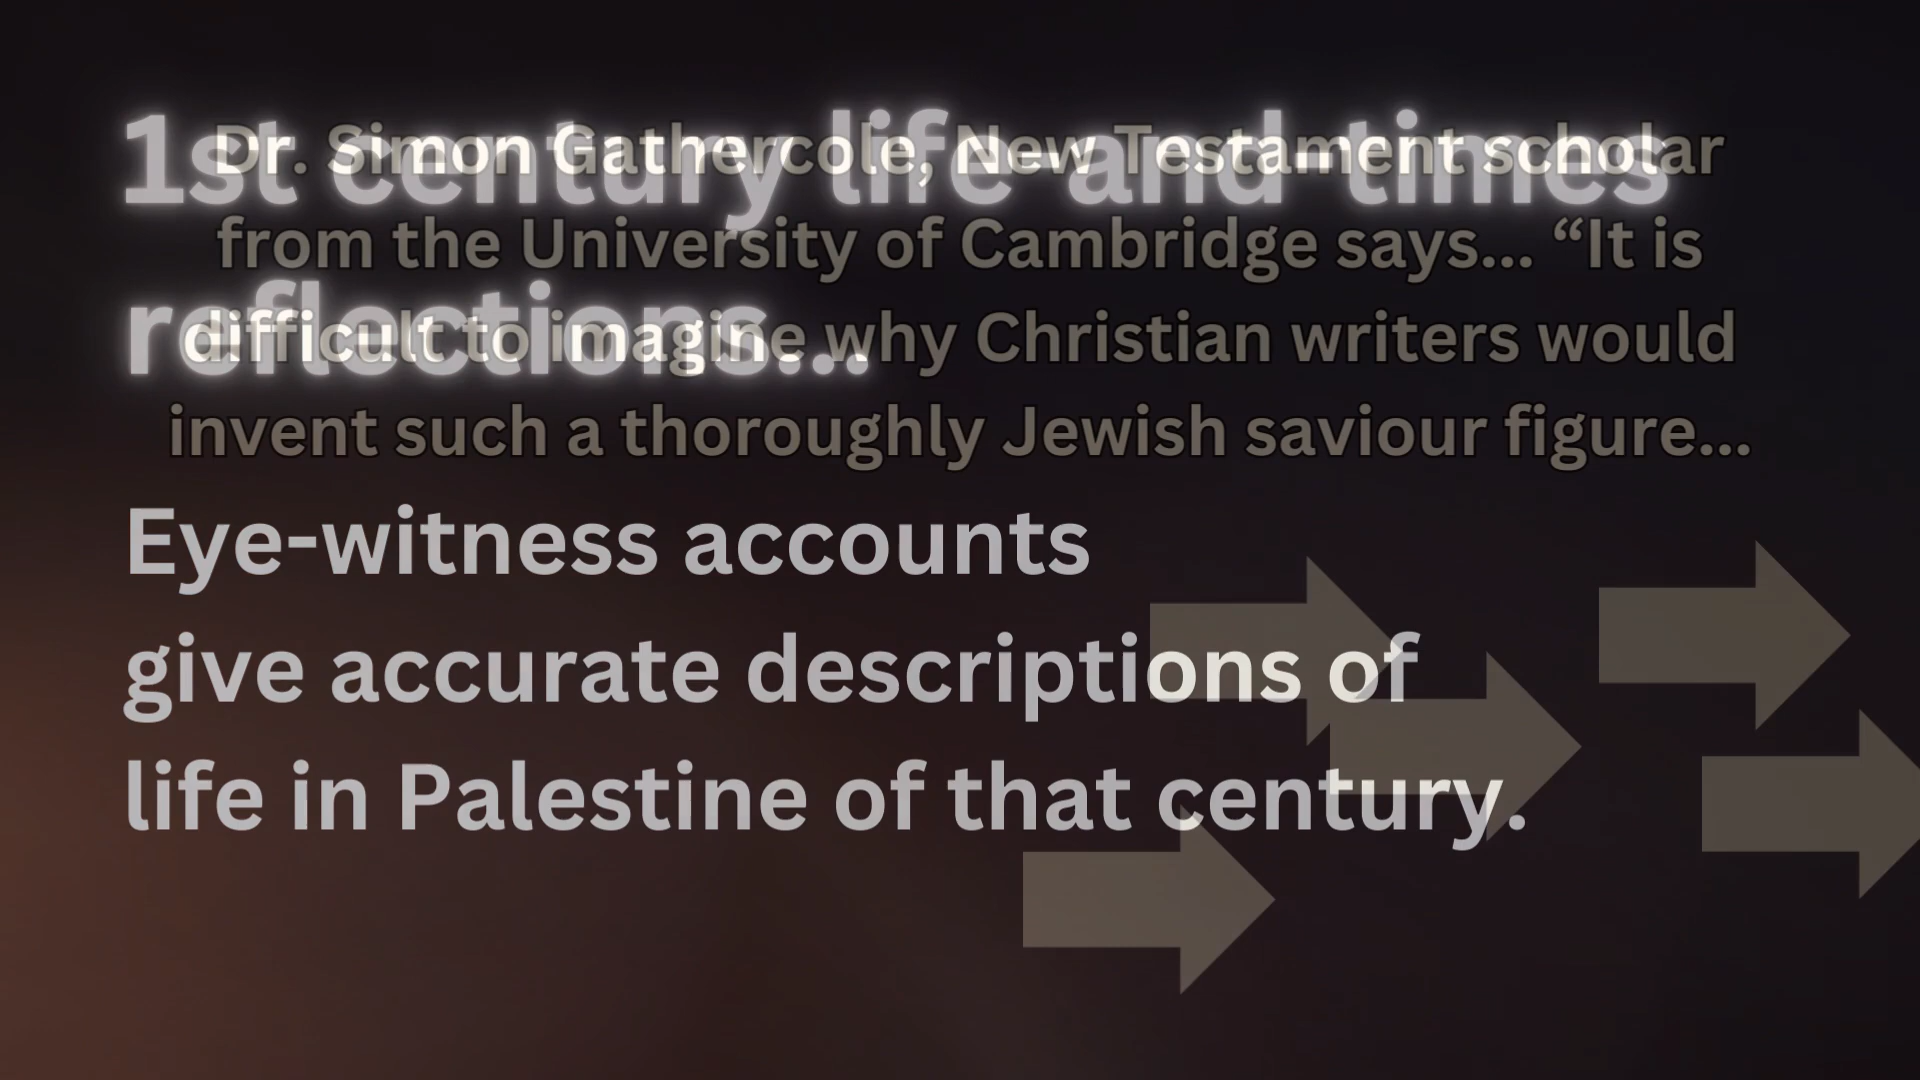 1st century life-and-times
reflections...
Dr. Simon Gathercole, New Testament scholar
from the University of Cambridge says... “It is
difficult to imagine why Christian writers would
invent such a thoroughly Jewish saviour figure...
Eye-witness accounts
give accurate descriptions of
life in Palestine of that century.